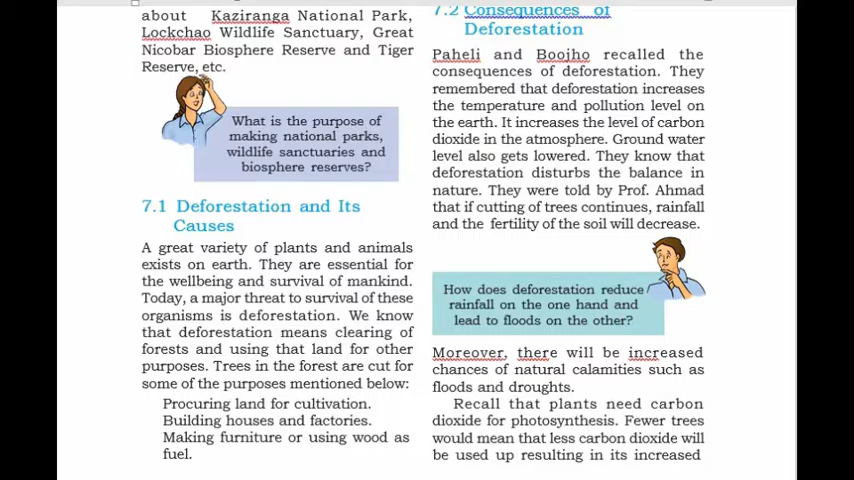 about Kaziranga National Park,
Lockchao Wildlife Sanctuary, Great
Nicobar Biosphere Reserve and Tiger
Reserve, etc.
What is the purpose of
making national parks,
wildlife sanctuaries and
biosphere reserves?
7.1 Deforestation and Its
Causes
A great variety of plants and animals
exists on earth. They are essential for
the wellbeing and survival of mankind.
Today, a major threat to survival of these
organisms is deforestation. We know
that deforestation means clearing of
forests and using that land for other
purposes. Trees in the forest are cut for
some of the purposes mentioned below:
Procuring land for cultivation.
Building houses and factories.
Making furniture or using wood as
fuel.
7.2 Consequences of
Deforestation
Paheli and Boojho recalled the
consequences of deforestation. They
remembered that deforestation increases
the temperature and pollution level on
the earth. It increases the level of carbon
dioxide in the atmosphere. Ground water
level also gets lowered. They know that
deforestation disturbs the balance in
nature. They were told by Prof. Ahmad
that if cutting of trees continues, rainfall
and the fertility of the soil will decrease.
How does deforestation reduce
rainfall on the one hand and
lead to floods on the other?
Moreover, there will be increased
chances of natural calamities such as
floods and droughts.
Recall that plants need carbon
dioxide for photosynthesis. Fewer trees
would mean that less carbon dioxide will
be used up resulting in its increased